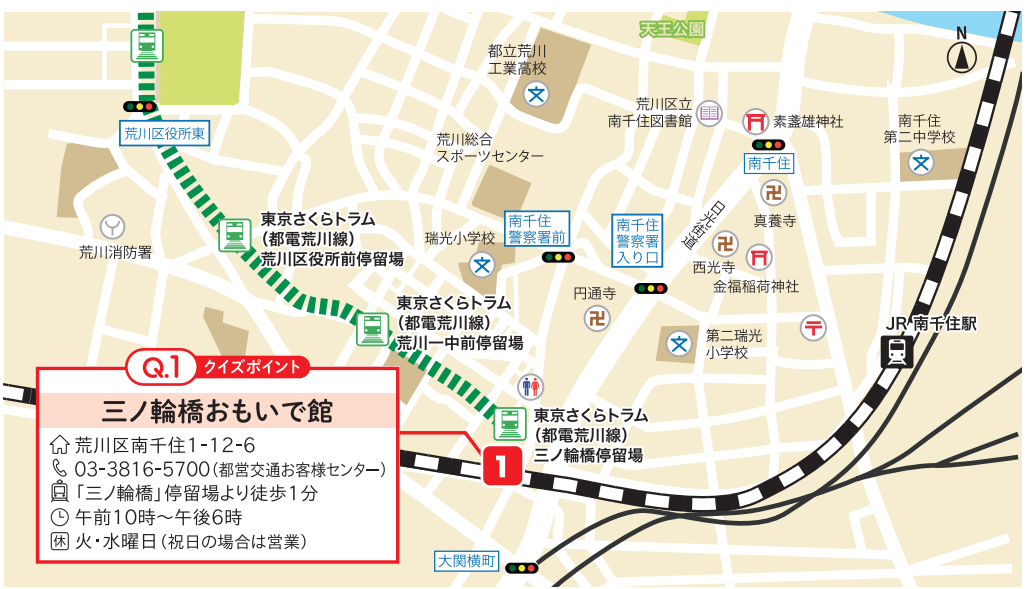 天王公園
N
都立荒川
工業高校
荒川区立
南千住図書館
素盞雄神社
南千住
第二中学校
荒川区役所東
荒川総合
スポーツセンター
南千住
真養寺
日光街道
荒川消防署
東京さくらトラム
(都電荒川線)
荒川区役所前停留場
瑞光小学校
南千住
警察署前
南千住
警察署
入り口
西光寺
金福稲荷神社
円通寺
東京さくらトラム
(都電荒川線)
荒川一中前停留場
第二瑞光
小学校
JR 南千住駅
Q.1 クイズポイント
三ノ輪橋おもいで館
荒川区南千住1-12-6
03-3816-5700(都営交通お客様センター)
「三ノ輪橋」停留場より徒歩1分
午前10時〜午後6時
休 火・水曜日(祝日の場合は営業)
東京さくらトラム
(都電荒川線)
三ノ輪橋停留場
1
大関横町